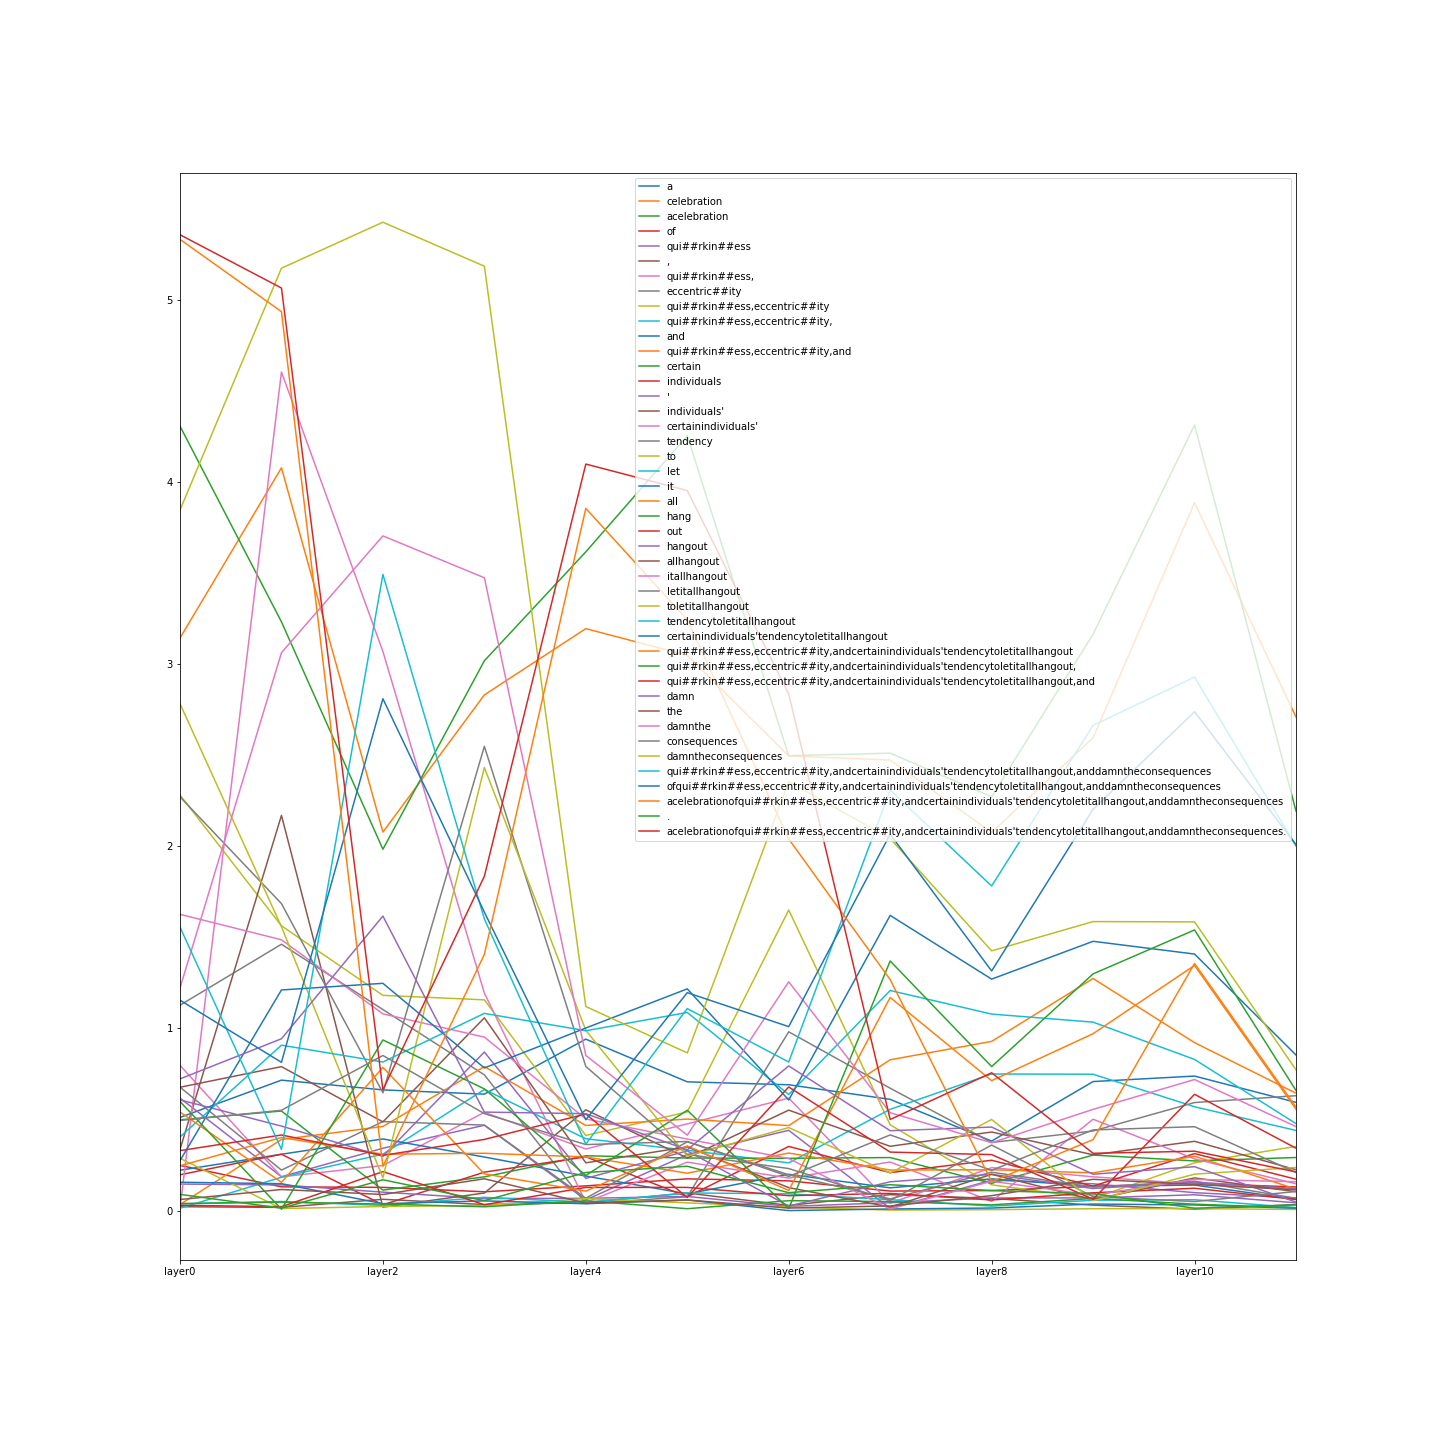 a
celebration
acelebration
of
qui##rkin##ess
,
qui##rkin##ess,
eccentric##ity
qui##rkin##ess,eccentric##ity
qui##rkin##ess,eccentric##ity,
and
qui##rkin##ess,eccentric##ity,and
certain
individuals
'
individuals'
certainindividuals'
tendency
to
let
it
all
hang
out
hangout
allhangout
itallhangout
letitallhangout
toletitallhangout
tendencytoletitallhangout
certainindividuals'tendencytoletitallhangout
qui##rkin##ess,eccentric##ity,andcertainindividuals'tendencytoletitallhangout
qui##rkin##ess,eccentric##ity,andcertainindividuals'tendencytoletitallhangout,
qui##rkin##ess,eccentric##ity,andcertainindividuals'tendencytoletitallhangout,and
damn
the
damnthe
consequences
damntheconsequences
qui##rkin##ess,eccentric##ity,andcertainindividuals'tendencytoletitallhangout,anddamntheconsequences
ofqui##rkin##ess,eccentric##ity,andcertainindividuals'tendencytoletitallhangout,anddamntheconsequences
acelebrationofqui##rkin##ess,eccentric##ity,andcertainindividuals'tendencytoletitallhangout,anddamntheconsequences
.
acelebrationofqui##rkin##ess,eccentric##ity,andcertainindividuals'tendencytoletitallhangout,anddamntheconsequences.
5
4
3
2
1
0
layer0 layer2 layer4 layer6 layer8 layer10